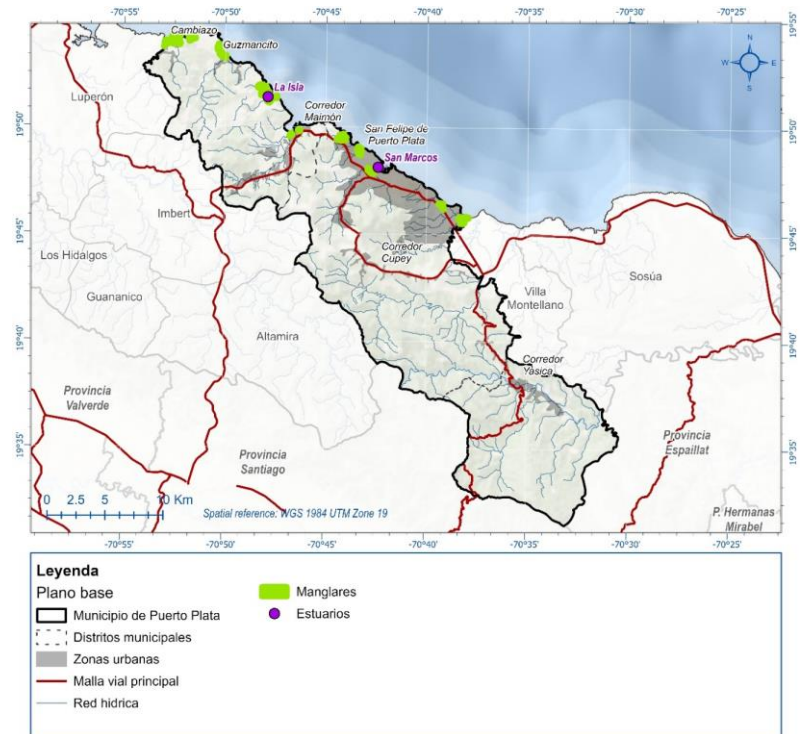 -70°55' -70°50' -70°45' -70°40' -70°35' -70°30' -70°25'
Cambiazo
Guzmancito
N
W E
S
La Isla
Luperón
Corredor
Maimón
19°50'
19°50'
San Felipe de
Puerto Plata
San Marcos
Imbert
19°45'
19°45'
Los Hidalgos
Corredor
Cupey
Sosúa
Villa
Montellano
Guananico
Altamira
19°40'
19°40'
Corredor
Yasica
Provincia
Valverde
Provincia
Espaillat
19°35'
19°35'
Provincia
Santiago
0 2.5 5 10 Km
Spatial reference: WGS 1984 UTM Zone 19
P. Hermanas
Mirabel
-70°55' -70°50' -70°45' -70°40' -70°35' -70°30' -70°25'
Leyenda
Plano base
Municipio de Puerto Plata
Distritos municipales
Zonas urbanas
Malla vial principal
Red hidrica
Manglares
Estuarios